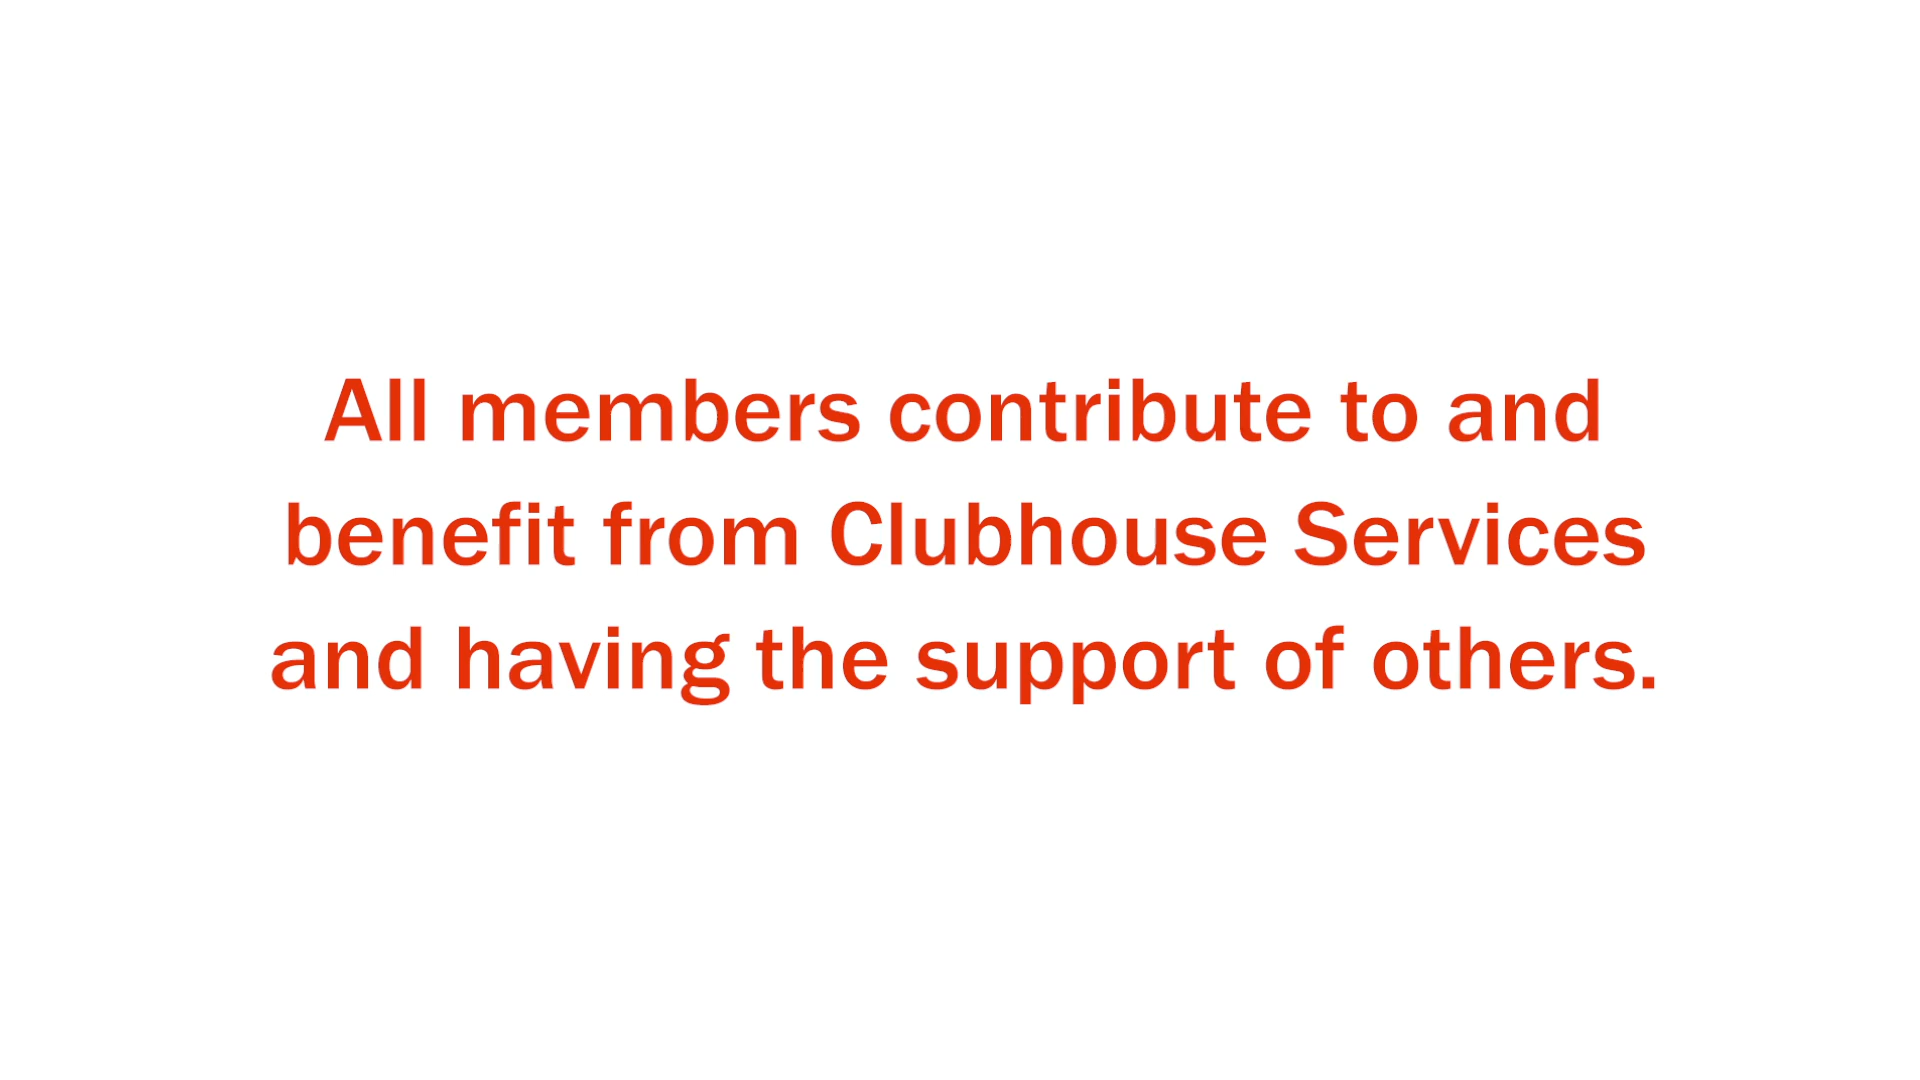 All members contribute to and
benefit from Clubhouse Services
and having the support of others.